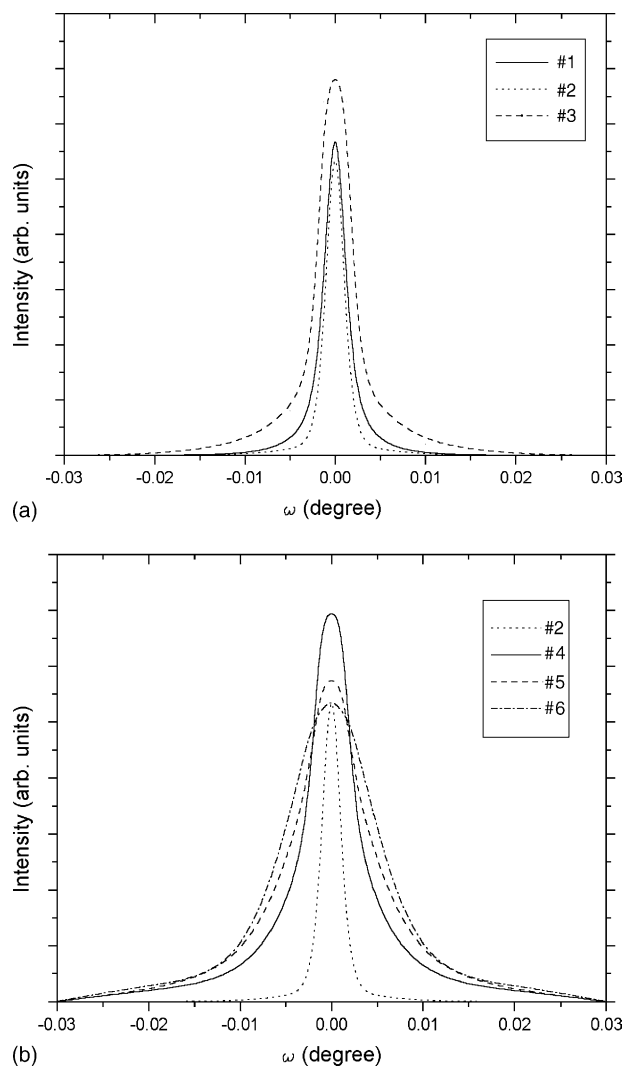 #1
#2
#3
Intensity (arb. units)
-0.03 -0.02 -0.01 0.00 0.01 0.02 0.03
(a) ω (degree)
#2
#4
#5
#6
Intensity (arb. units)
-0.03 -0.02 -0.01 0.00 0.01 0.02 0.03
(b) ω (degree)